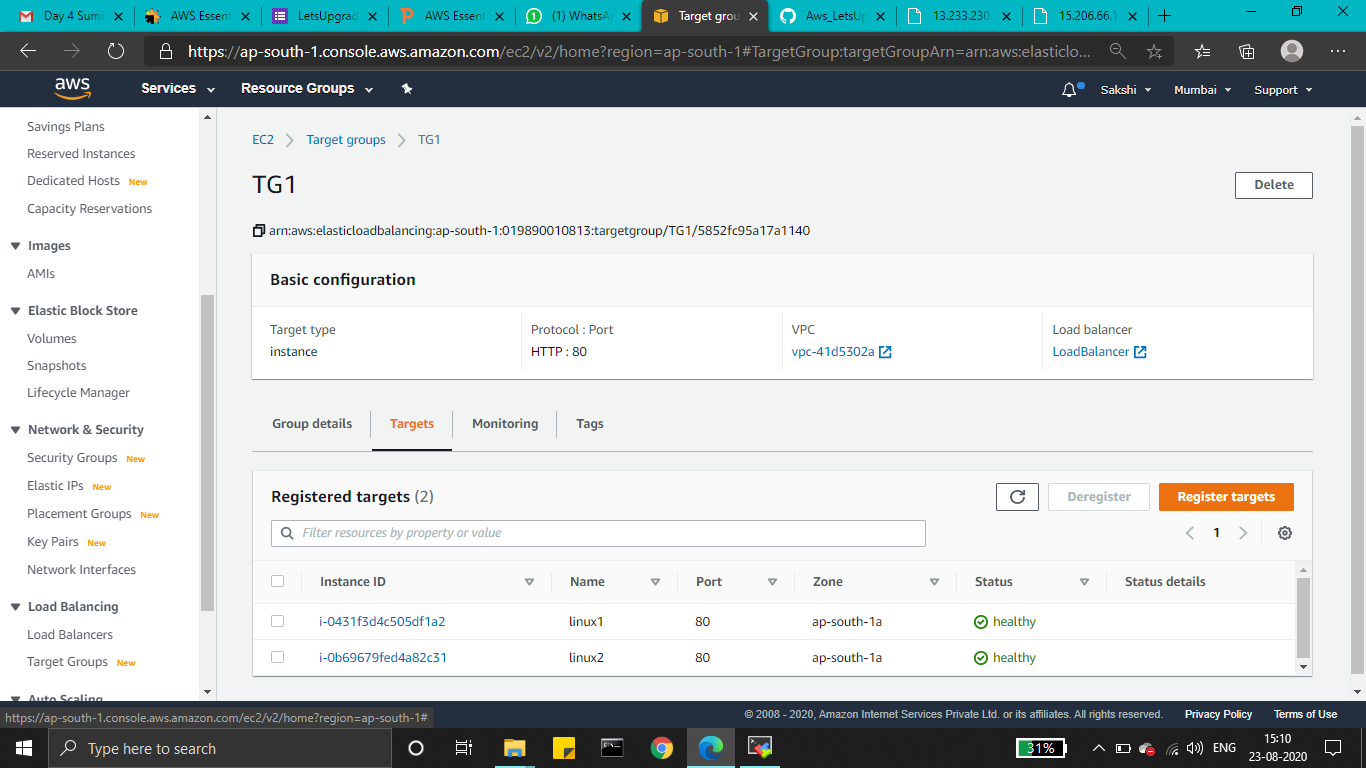 Day 4 Summ
AWS Essent
LetsUpgrad
AWS Essent
(1) WhatsA
Target grou
Aws_LetsUp
13.233.230.
15.206.66.1
https://ap-south-1.console.aws.amazon.com/ec2/v2/home?region=ap-south-1#TargetGroup:targetGroupArn=arn:aws:elasticlo...
aws
Services
Resource Groups
Sakshi
Mumbai
Support
Savings Plans
Reserved Instances
Dedicated Hosts New
Capacity Reservations
Images
AMIs
Elastic Block Store
Volumes
Snapshots
Lifecycle Manager
Network & Security
Security Groups New
Elastic IPs New
Placement Groups New
Key Pairs New
Network Interfaces
Load Balancing
Load Balancers
Target Groups New
Auto Scaling
EC2
Target groups
TG1
TG1
Delete
arn:aws:elasticloadbalancing:ap-south-1:019890010813:targetgroup/TG1/5852fc95a17a1140
Basic configuration
Target type
instance
Protocol : Port
HTTP : 80
VPC
vpc-41d5302a
Load balancer
LoadBalancer
Group details
Targets
Monitoring
Tags
Registered targets (2)
Deregister
Register targets
Filter resources by property or value
1
Instance ID
Name
Port
Zone
Status
Status details
i-0431f3d4c505df1a2 linux1 80 ap-south-1a healthy
i-0b69679fed4a82c31 linux2 80 ap-south-1a healthy
https://ap-south-1.console.aws.amazon.com/ec2/v2/home?region=ap-south-1#
© 2008 - 2020, Amazon Internet Services Private Ltd. or its affiliates. All rights reserved.
Privacy Policy
Terms of Use
Type here to search
31%
ENG
15:10
23-08-2020